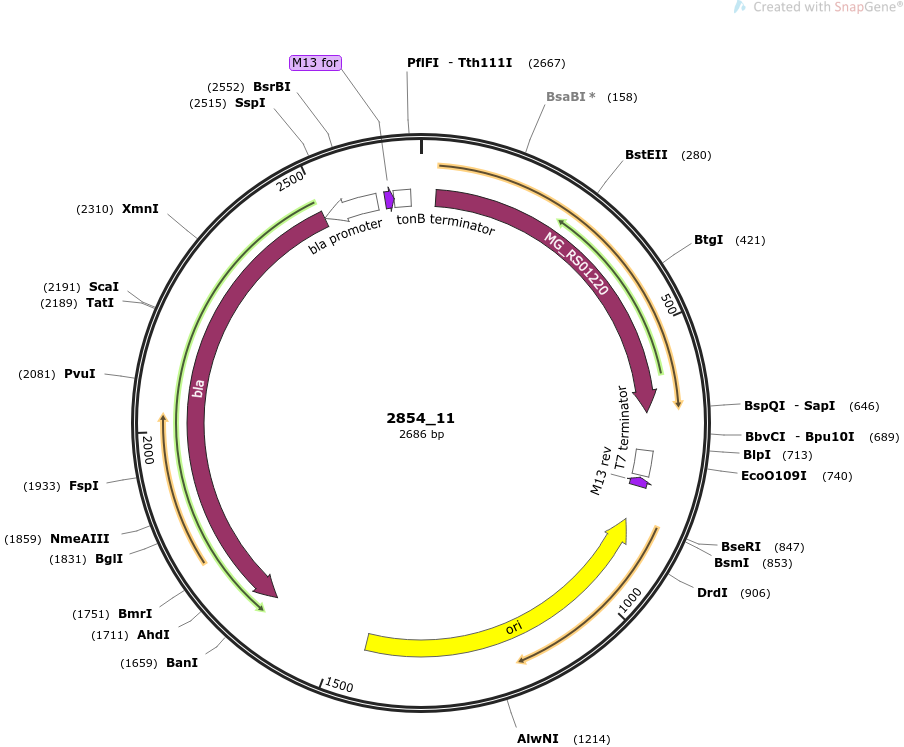 Created with SnapGene®
M13 for
PflFI - Tth111I (2667)
(2552) BsrBI
(2515) SspI
BsaBI * (158)
BstEII (280)
2500
(2310) XmnI
bla promoter
tonB terminator
MG_RS01220
BtgI (421)
500
(2191) ScaI
(2189) TatI
(2081) PvuI
bla
2854_11
2686 bp
T7 terminator
M13 rev
BspQI - SapI (646)
BbvCI - Bpu10I (689)
BlpI (713)
EcoO109I (740)
2000
(1933) FspI
(1859) NmeAIII
(1831) BglI
BseRI (847)
BsmI (853)
DrdI (906)
1000
ori
(1751) BmrI
(1711) AhdI
(1659) BanI
1500
AlwNI (1214)